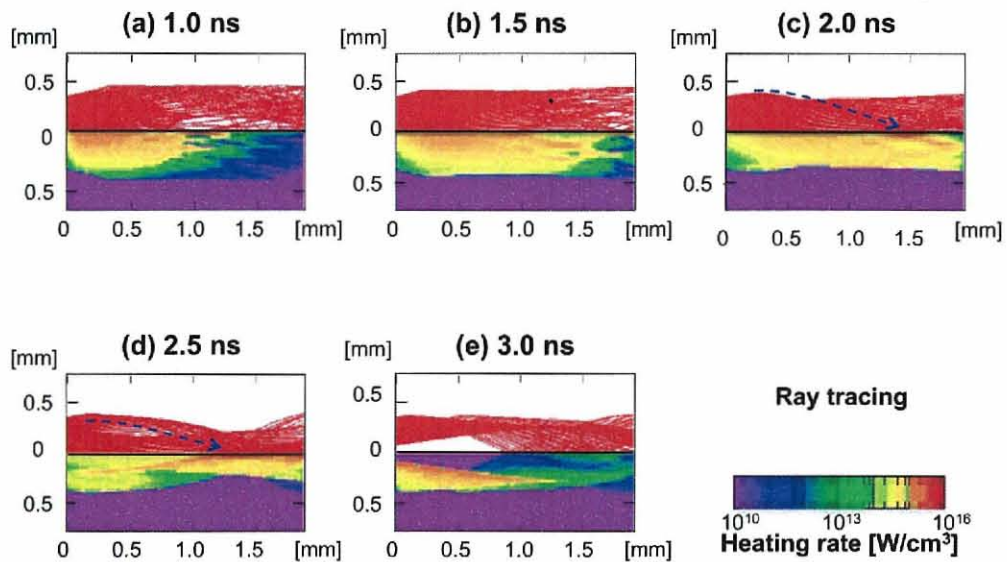 (a) 1.0 ns (b) 1.5 ns (c) 2.0 ns
[mm] [mm] [mm]
0.5 0.5 0.5
0 0 0
0.5 0.5 0.5
0 0.5 1.0 1.5 [mm] 0 0.5 1.0 1.5 [mm] 0 0.5 1.0 1.5 [mm]
(d) 2.5 ns (e) 3.0 ns
[mm] [mm]
0.5 0.5
0 0
0.5 0.5
0 0.5 1.0 1.5 [mm] 0 0.5 1.0 1.5 [mm]
Ray tracing
10¹⁰ 10¹³ 10¹⁶
Heating rate [W/cm³]